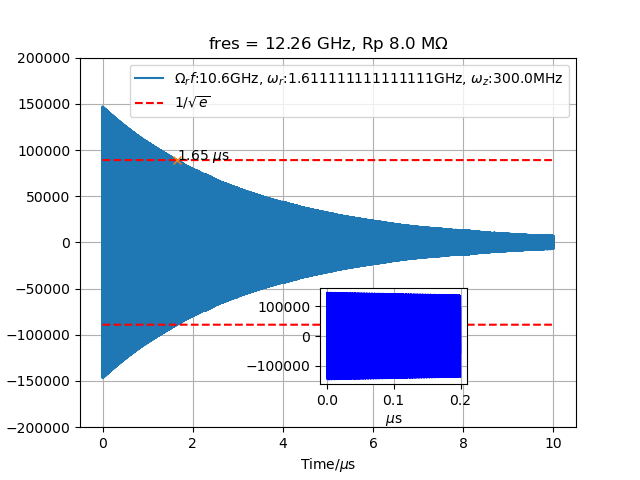 fres = 12.26 GHz, Rp 8.0 MΩ
200000
150000
100000
50000
0
−50000
−100000
−150000
−200000
Ω_rf:10.6GHz, ω_r:1.611111111111111GHz, ω_z:300.0MHz
1/√e
1.65 μs
100000
0
−100000
0.0 0.1 0.2
μs
0 2 4 6 8 10
Time/μs